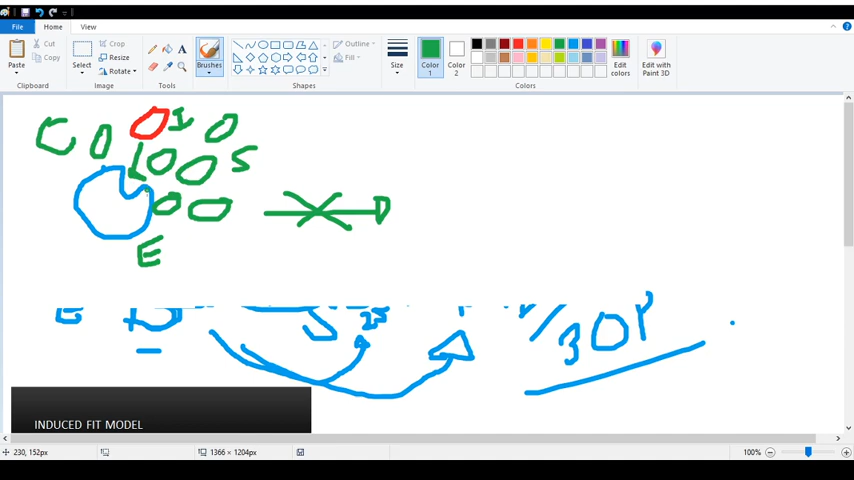 File Home View
Cut
Copy
Paste
Clipboard
Select
Crop
Resize
Rotate
Image
A
Tools
Brushes
Outline
Fill
Shapes
Size
Color
1
Color
2
Edit
colors
Edit with
Paint 3D
Colors
I
L
S
E
INDUCED FIT MODEL
230, 152px
1366 × 1204px
100%